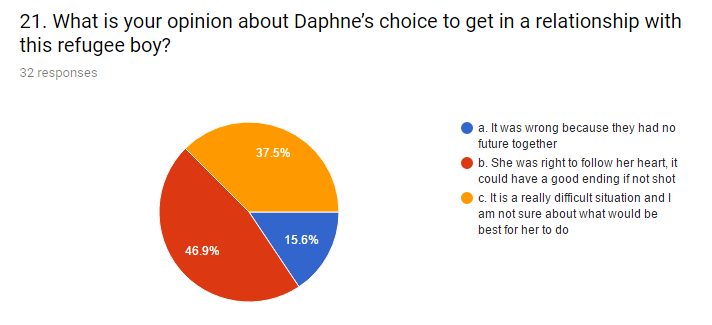 21. What is your opinion about Daphne’s choice to get in a relationship with
this refugee boy?
32 responses
37.5%
15.6%
46.9%
a. It was wrong because they had no
future together
b. She was right to follow her heart, it
could have a good ending if not shot
c. It is a really difficult situation and I
am not sure about what would be
best for her to do